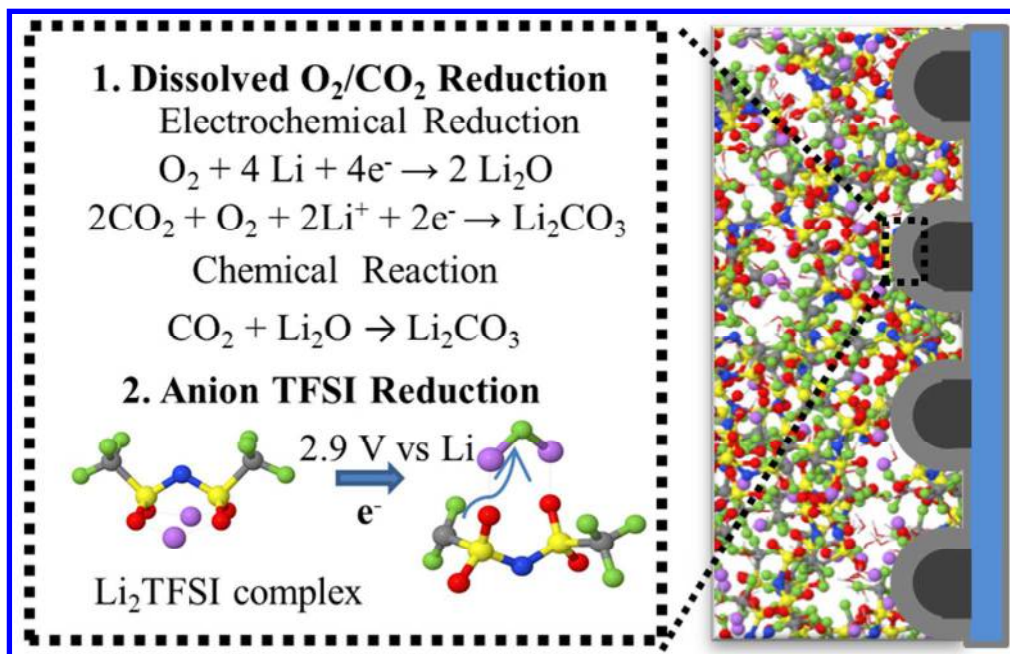 1. Dissolved O₂/CO₂ Reduction
Electrochemical Reduction
O₂ + 4 Li + 4e⁻ → 2 Li₂O
2CO₂ + O₂ + 2Li⁺ + 2e⁻ → Li₂CO₃
Chemical Reaction
CO₂ + Li₂O → Li₂CO₃
2. Anion TFSI Reduction
2.9 V vs Li
e⁻
Li₂TFSI complex